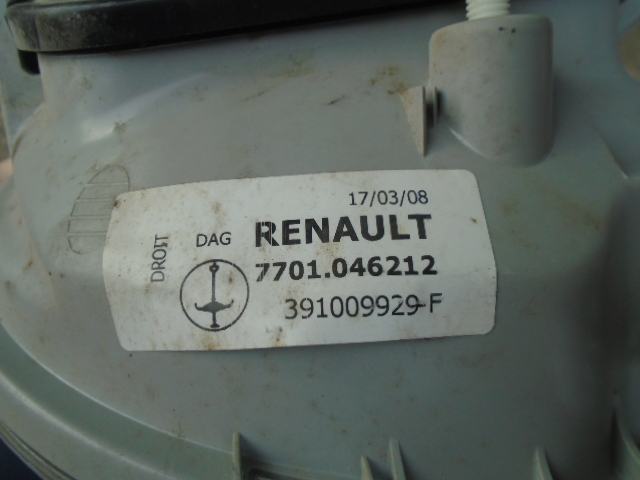 17/03/08
DROIT DAG RENAULT
7701.046212
391009929-F